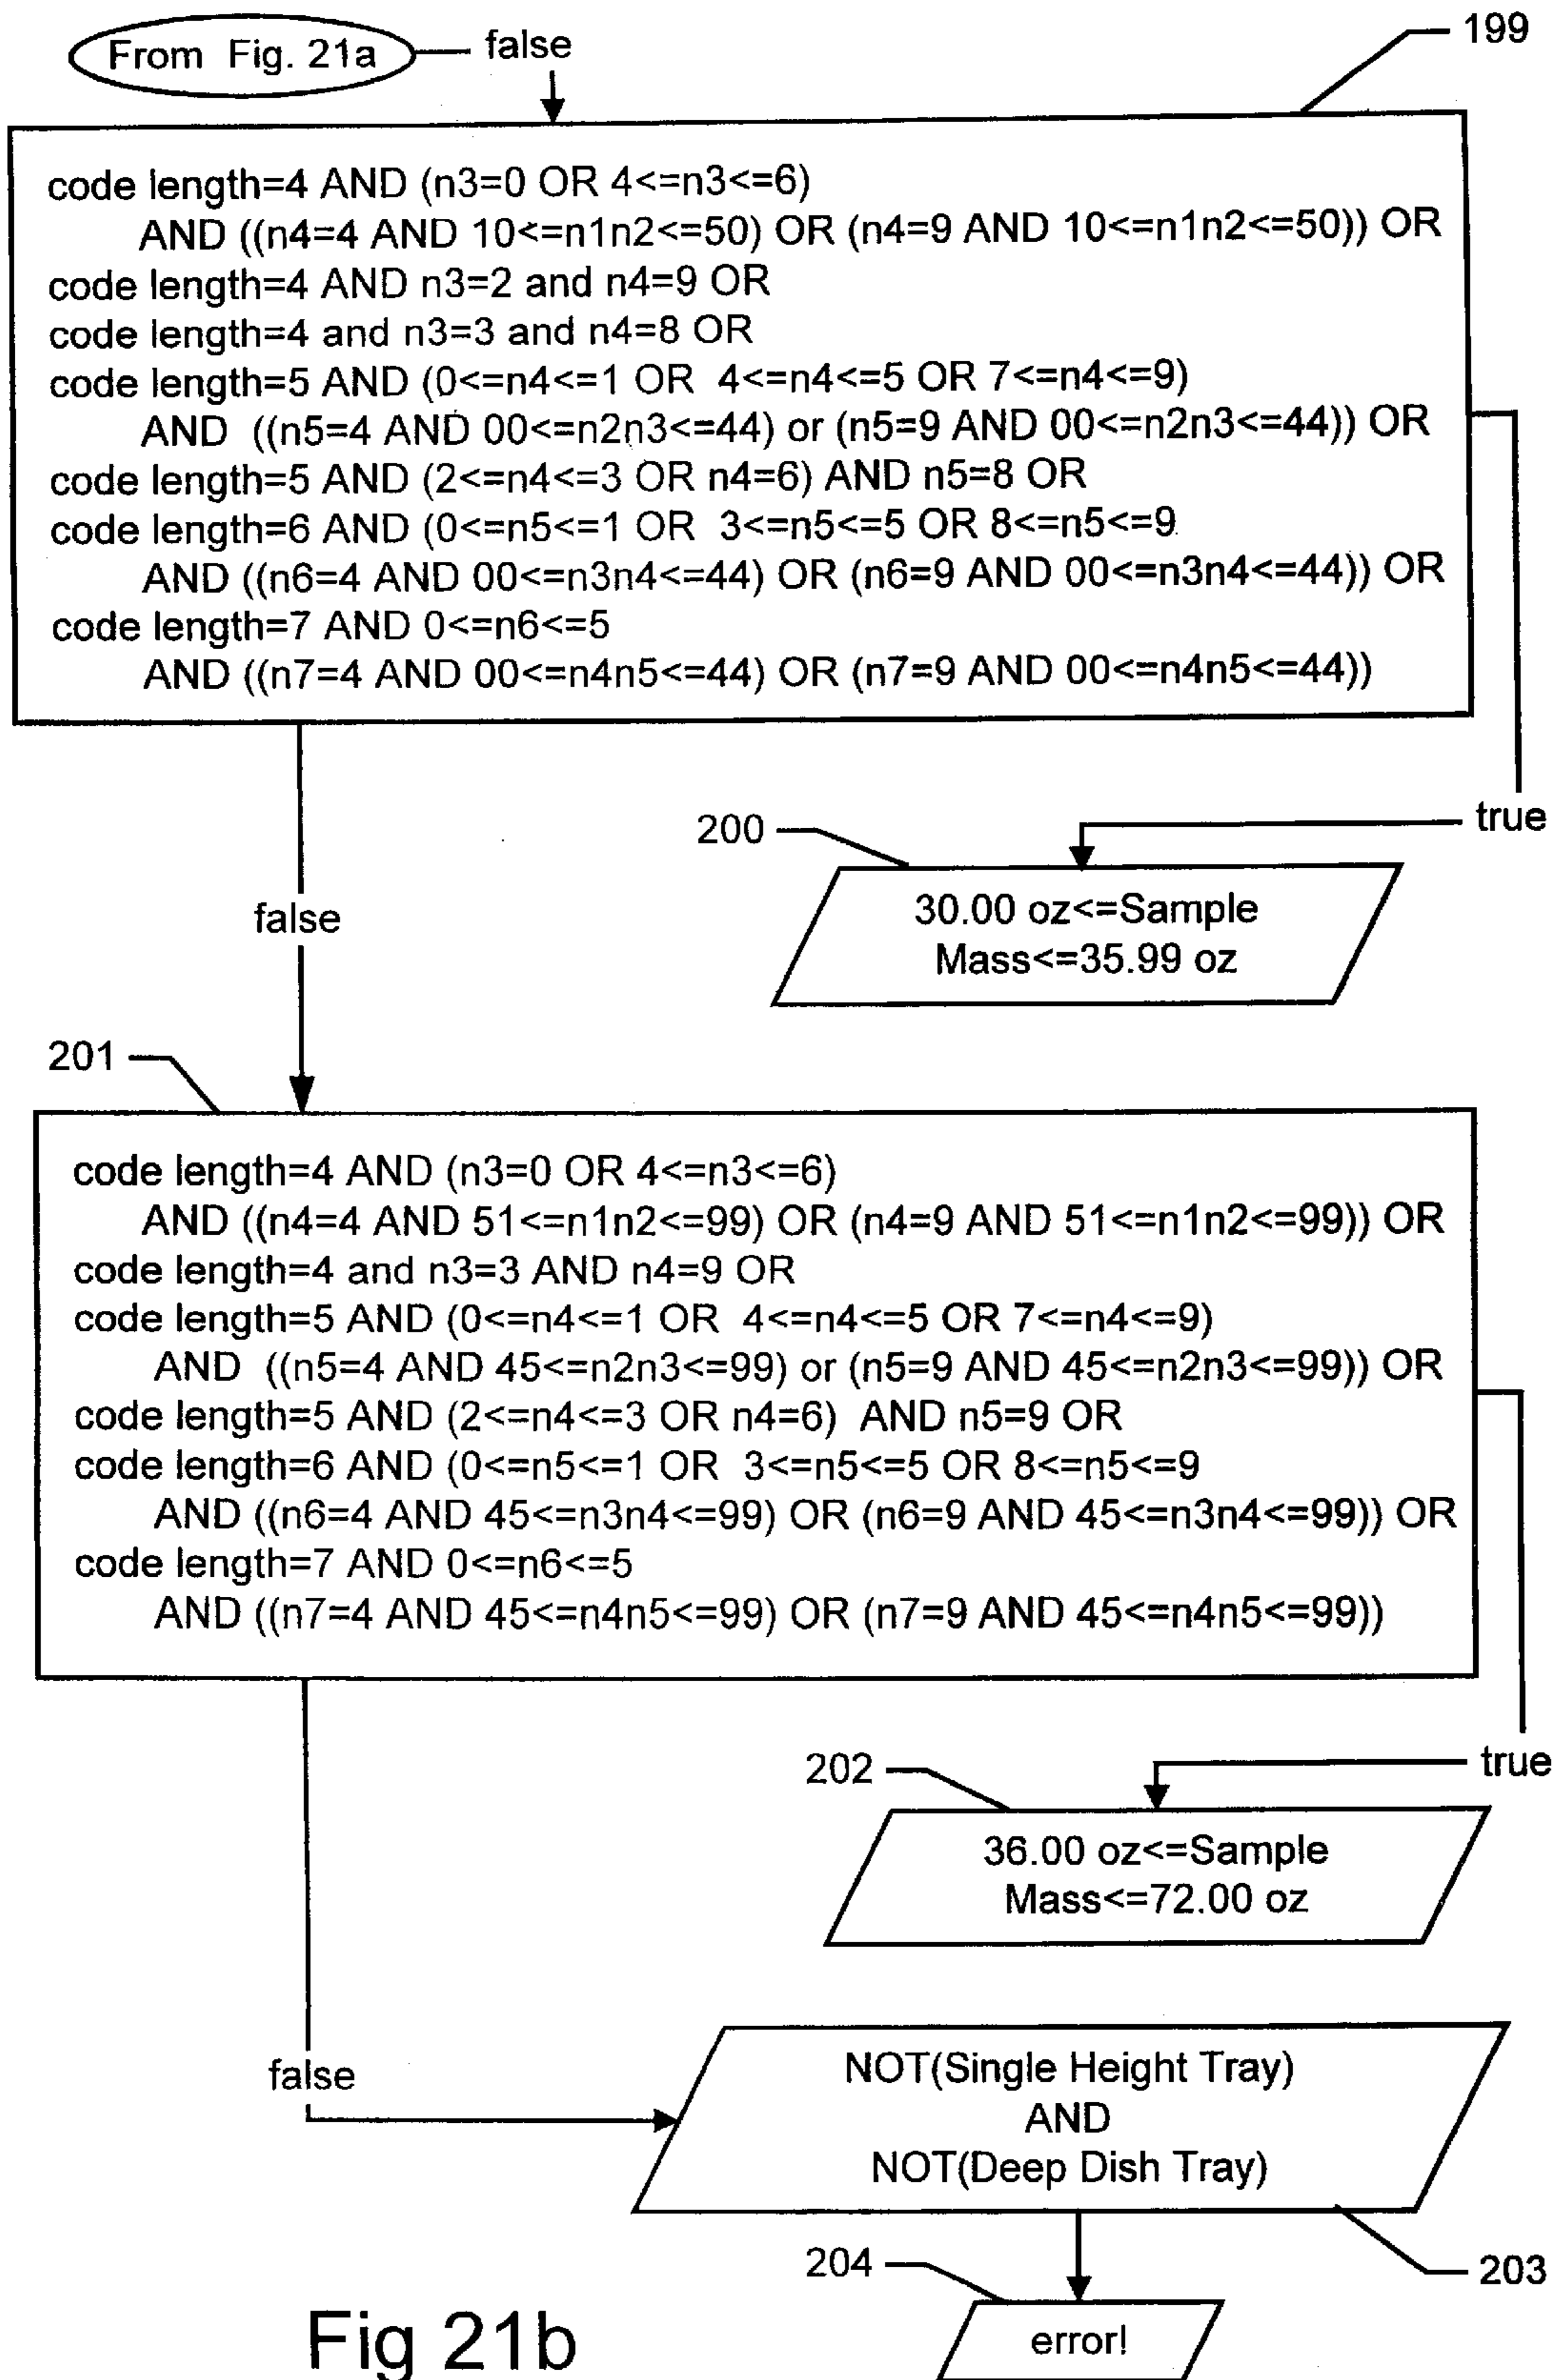 From Fig. 21a
false
199
code length=4 AND (n3=0 OR 4<=n3<=6)
AND ((n4=4 AND 10<=n1n2<=50) OR (n4=9 AND 10<=n1n2<=50)) OR
code length=4 AND n3=2 and n4=9 OR
code length=4 and n3=3 and n4=8 OR
code length=5 AND (0<=n4<=1 OR 4<=n4<=5 OR 7<=n4<=9)
AND ((n5=4 AND 00<=n2n3<=44) or (n5=9 AND 00<=n2n3<=44)) OR
code length=5 AND (2<=n4<=3 OR n4=6) AND n5=8 OR
code length=6 AND (0<=n5<=1 OR 3<=n5<=5 OR 8<=n5<=9
AND ((n6=4 AND 00<=n3n4<=44) OR (n6=9 AND 00<=n3n4<=44)) OR
code length=7 AND 0<=n6<=5
AND ((n7=4 AND 00<=n4n5<=44) OR (n7=9 AND 00<=n4n5<=44))
true
200
30.00 oz<=Sample
Mass<=35.99 oz
false
201
code length=4 AND (n3=0 OR 4<=n3<=6)
AND ((n4=4 AND 51<=n1n2<=99) OR (n4=9 AND 51<=n1n2<=99)) OR
code length=4 and n3=3 AND n4=9 OR
code length=5 AND (0<=n4<=1 OR 4<=n4<=5 OR 7<=n4<=9)
AND ((n5=4 AND 45<=n2n3<=99) or (n5=9 AND 45<=n2n3<=99)) OR
code length=5 AND (2<=n4<=3 OR n4=6) AND n5=9 OR
code length=6 AND (0<=n5<=1 OR 3<=n5<=5 OR 8<=n5<=9
AND ((n6=4 AND 45<=n3n4<=99) OR (n6=9 AND 45<=n3n4<=99)) OR
code length=7 AND 0<=n6<=5
AND ((n7=4 AND 45<=n4n5<=99) OR (n7=9 AND 45<=n4n5<=99))
true
202
36.00 oz<=Sample
Mass<=72.00 oz
false
NOT(Single Height Tray)
AND
NOT(Deep Dish Tray)
203
204
error!
Fig 21b